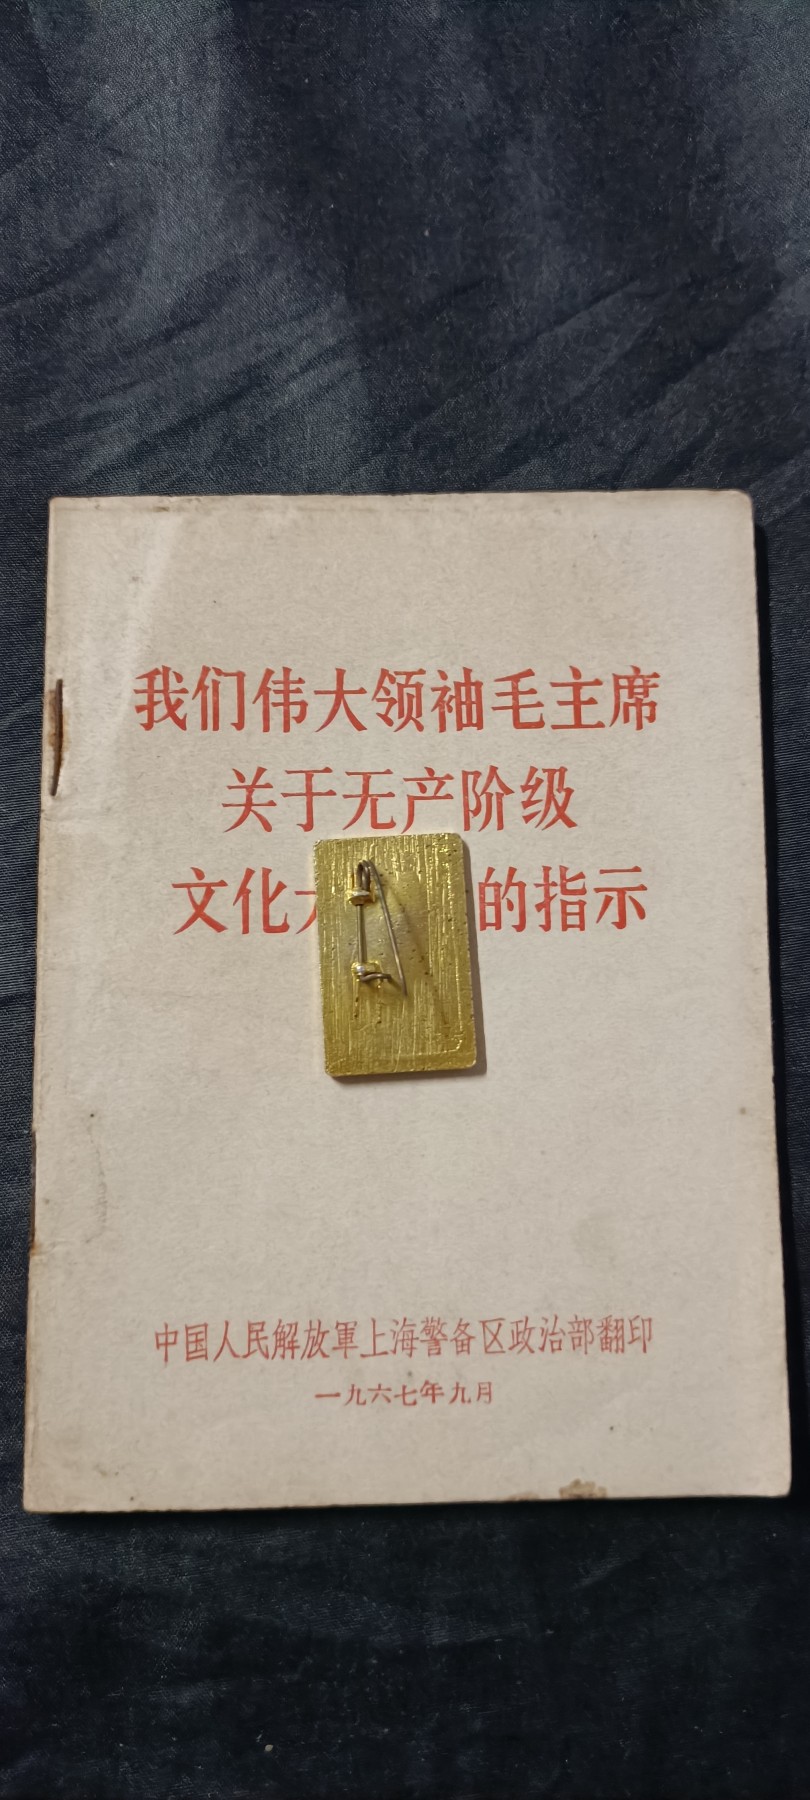 我们伟大领袖毛主席
关于无产阶级
文化大 的指示
中国人民解放軍上海警备区政治部翻印
一九六七年九月